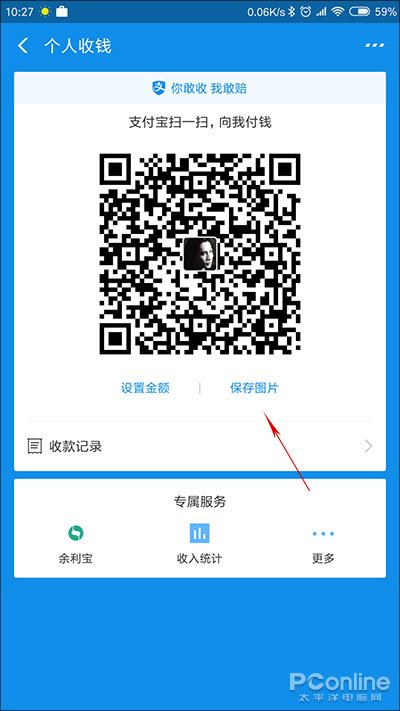 10:27 0.06K/s 59%
个人收钱
你敢收 我敢赔
支付宝扫一扫，向我付钱
设置金额 | 保存图片
收款记录
专属服务
余利宝 收入统计 更多
PConline
太平洋电脑网